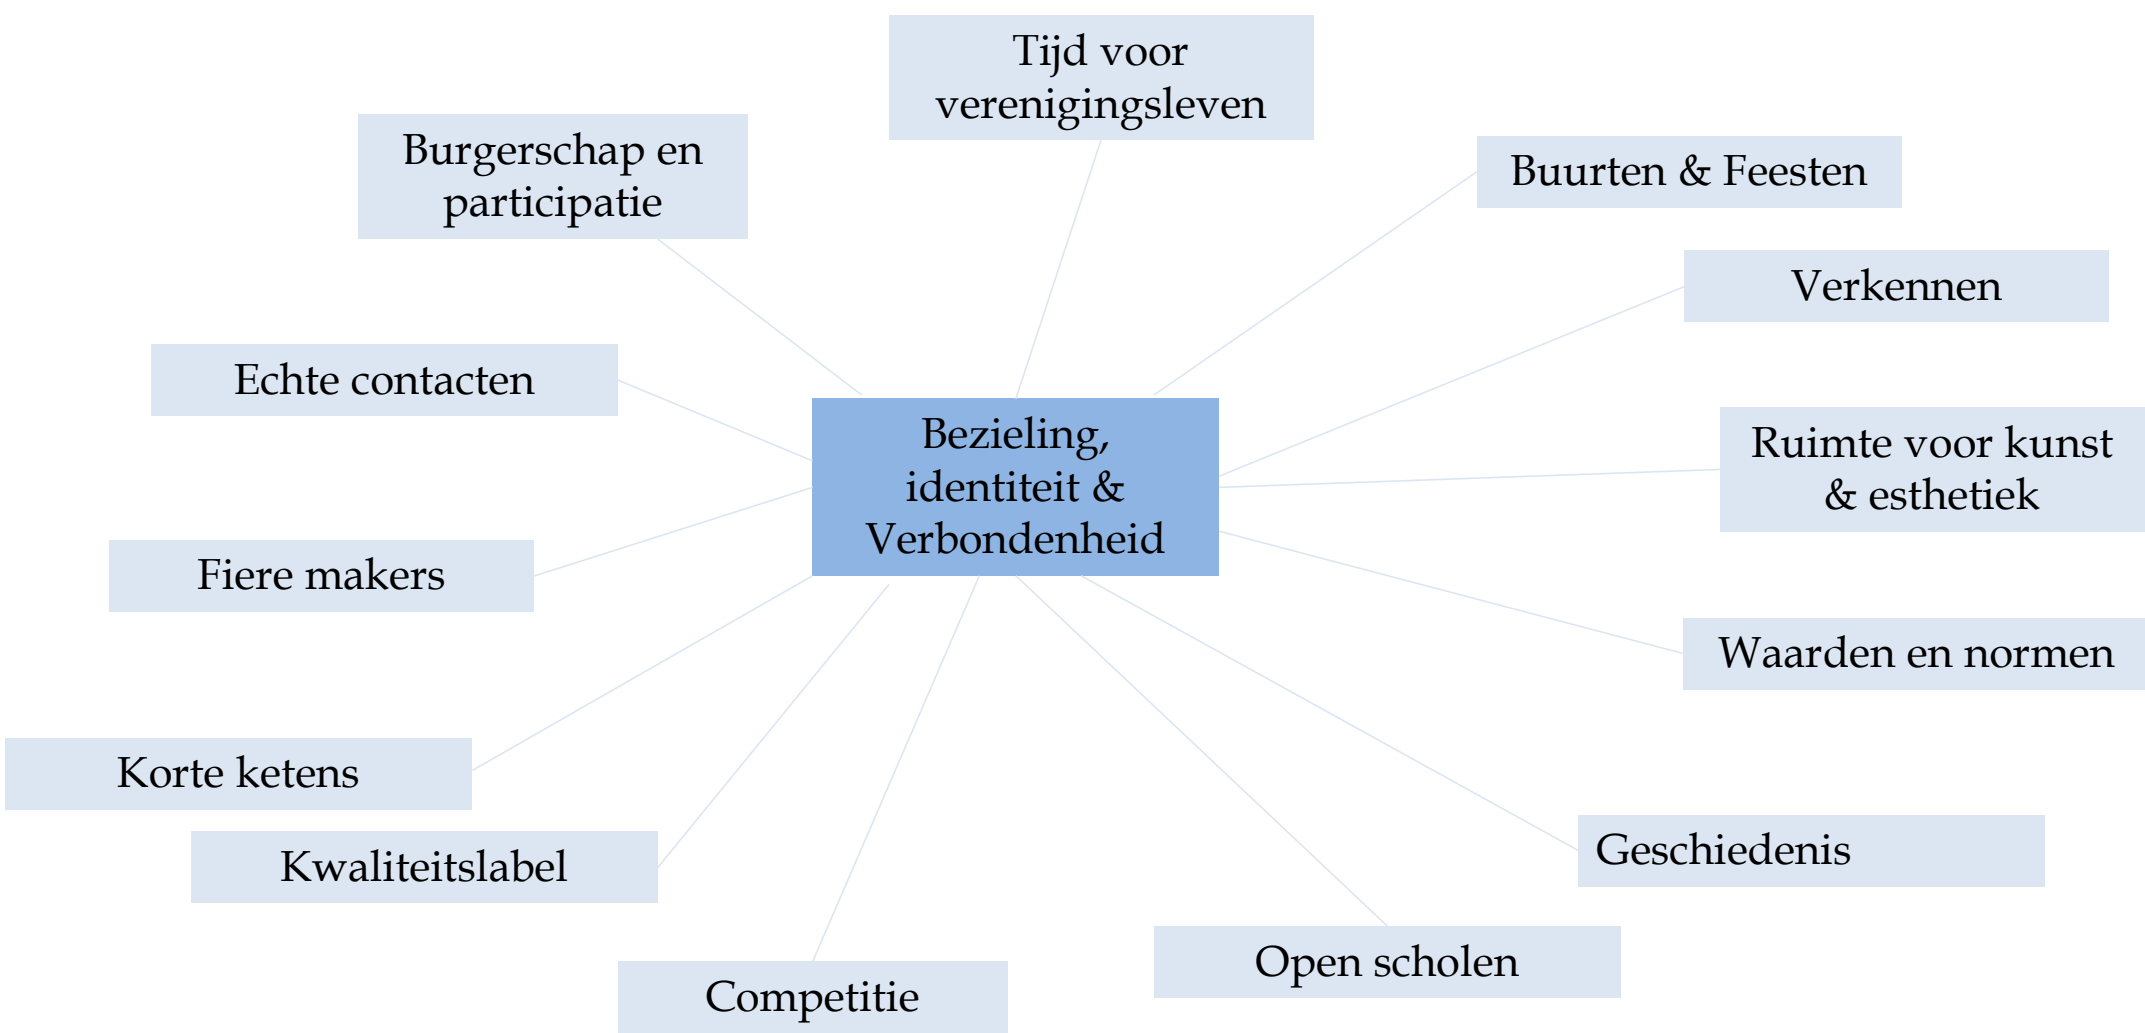 Tijd voor
verenigingsleven
Burgerschap en
participatie
Buurten & Feesten
Verkennen
Echte contacten
Bezieling,
identiteit &
Verbondenheid
Ruimte voor kunst
& esthetiek
Fiere makers
Waarden en normen
Korte ketens
Geschiedenis
Kwaliteitslabel
Open scholen
Competitie